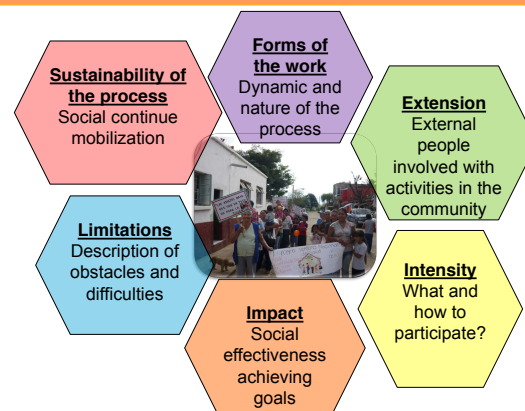 Forms of
the work
Dynamic and
nature of the
process
Sustainability of
the process
Social continue
mobilization
Extension
External
people
involved with
activities in the
community
Limitations
Description of
obstacles and
difficulties
Intensity
What and
how to
participate?
Impact
Social
effectiveness
achieving
goals